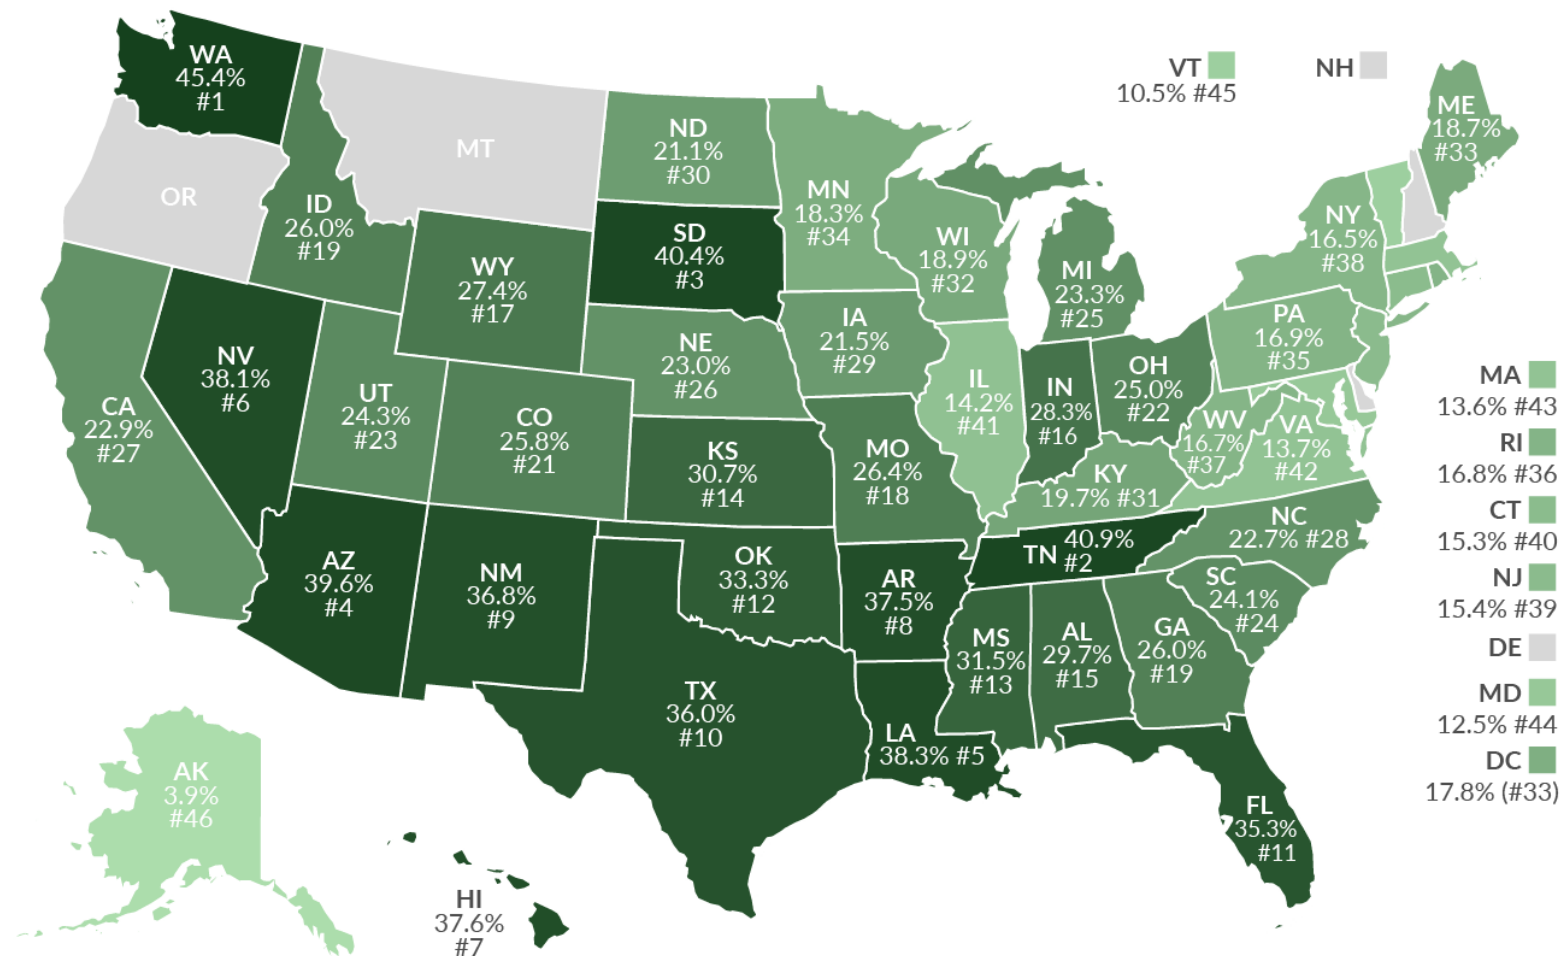 WA
45.4%
#1
VT
10.5% #45
NH
ME
18.7%
#33
MT
ND
21.1%
#30
OR
ID
26.0%
#19
MN
18.3%
#34
NY
16.5%
#38
SD
40.4%
#3
WI
18.9%
#32
WY
27.4%
#17
MI
23.3%
#25
IA
21.5%
#29
PA
16.9%
#35
NV
38.1%
#6
NE
23.0%
#26
OH
25.0%
#22
UT
24.3%
#23
IL
14.2%
#41
IN
28.3%
#16
CA
22.9%
#27
CO
25.8%
#21
WV
16.7%
#37
VA
13.7%
#42
KS
30.7%
#14
MO
26.4%
#18
KY
19.7% #31
MA
13.6% #43
RI
16.8% #36
CT
15.3% #40
NJ
15.4% #39
DE
MD
12.5% #44
DC
17.8% (#33)
NC
22.7% #28
TN
40.9%
#2
AZ
39.6%
#4
NM
36.8%
#9
OK
33.3%
#12
AR
37.5%
#8
SC
24.1%
#24
MS
31.5%
#13
AL
29.7%
#15
GA
26.0%
#19
TX
36.0%
#10
LA
38.3% #5
AK
3.9%
#46
FL
35.3%
#11
HI
37.6%
#7